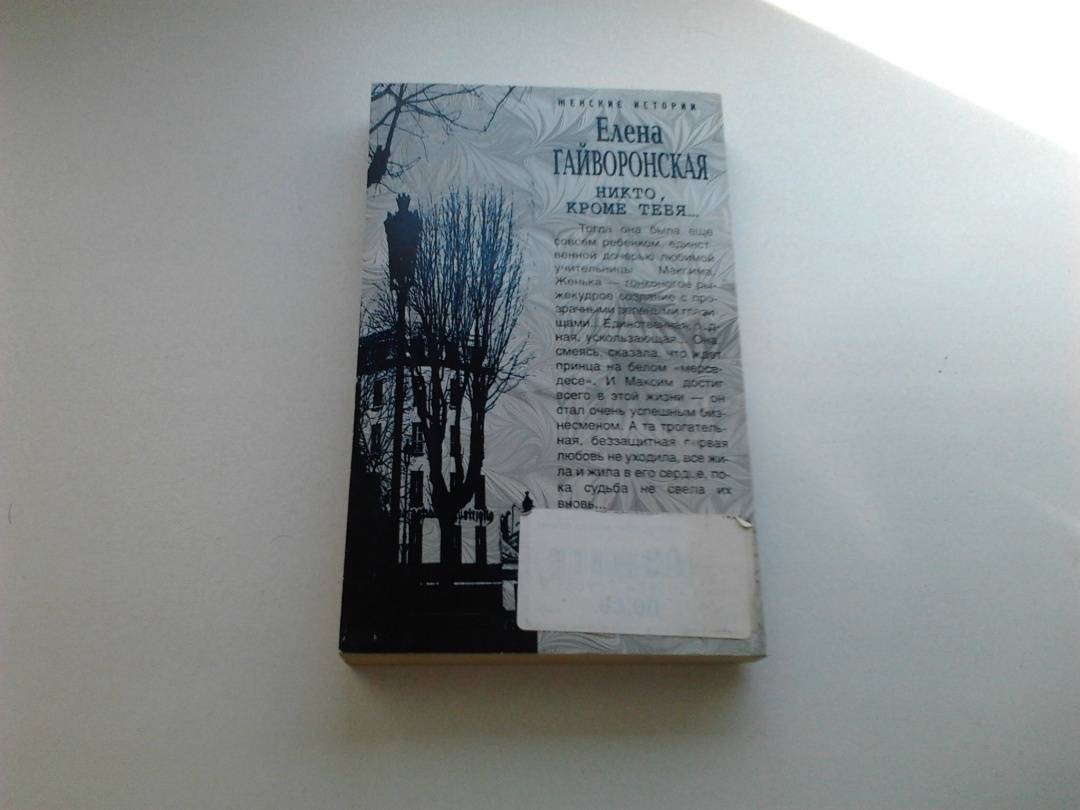 ЖЕНСКИЕ ИСТОРИИ
Елена
ГАЙВОРОНСКАЯ
НИКТО,
КРОМЕ ТЕБЯ...
Тогда она была еще
совсем ребенком, единст-
венной дочерью любимой
учительницы Максима.
Женька — тонконогое ры-
жекудрое создание с про-
зрачными зелеными глази-
щами... Единственная,
ная, ускользающая... Она,
смеясь, сказала, что ждет
принца на белом «мерсе-
десе». И Максим достиг
всего в этой жизни — он
стал очень успешным биз-
несменом. А та трогатель-
ная, беззащитная первая
любовь не уходила, все жи-
ла и жила в его сердце, по-
ка судьба не свела их
вновь...